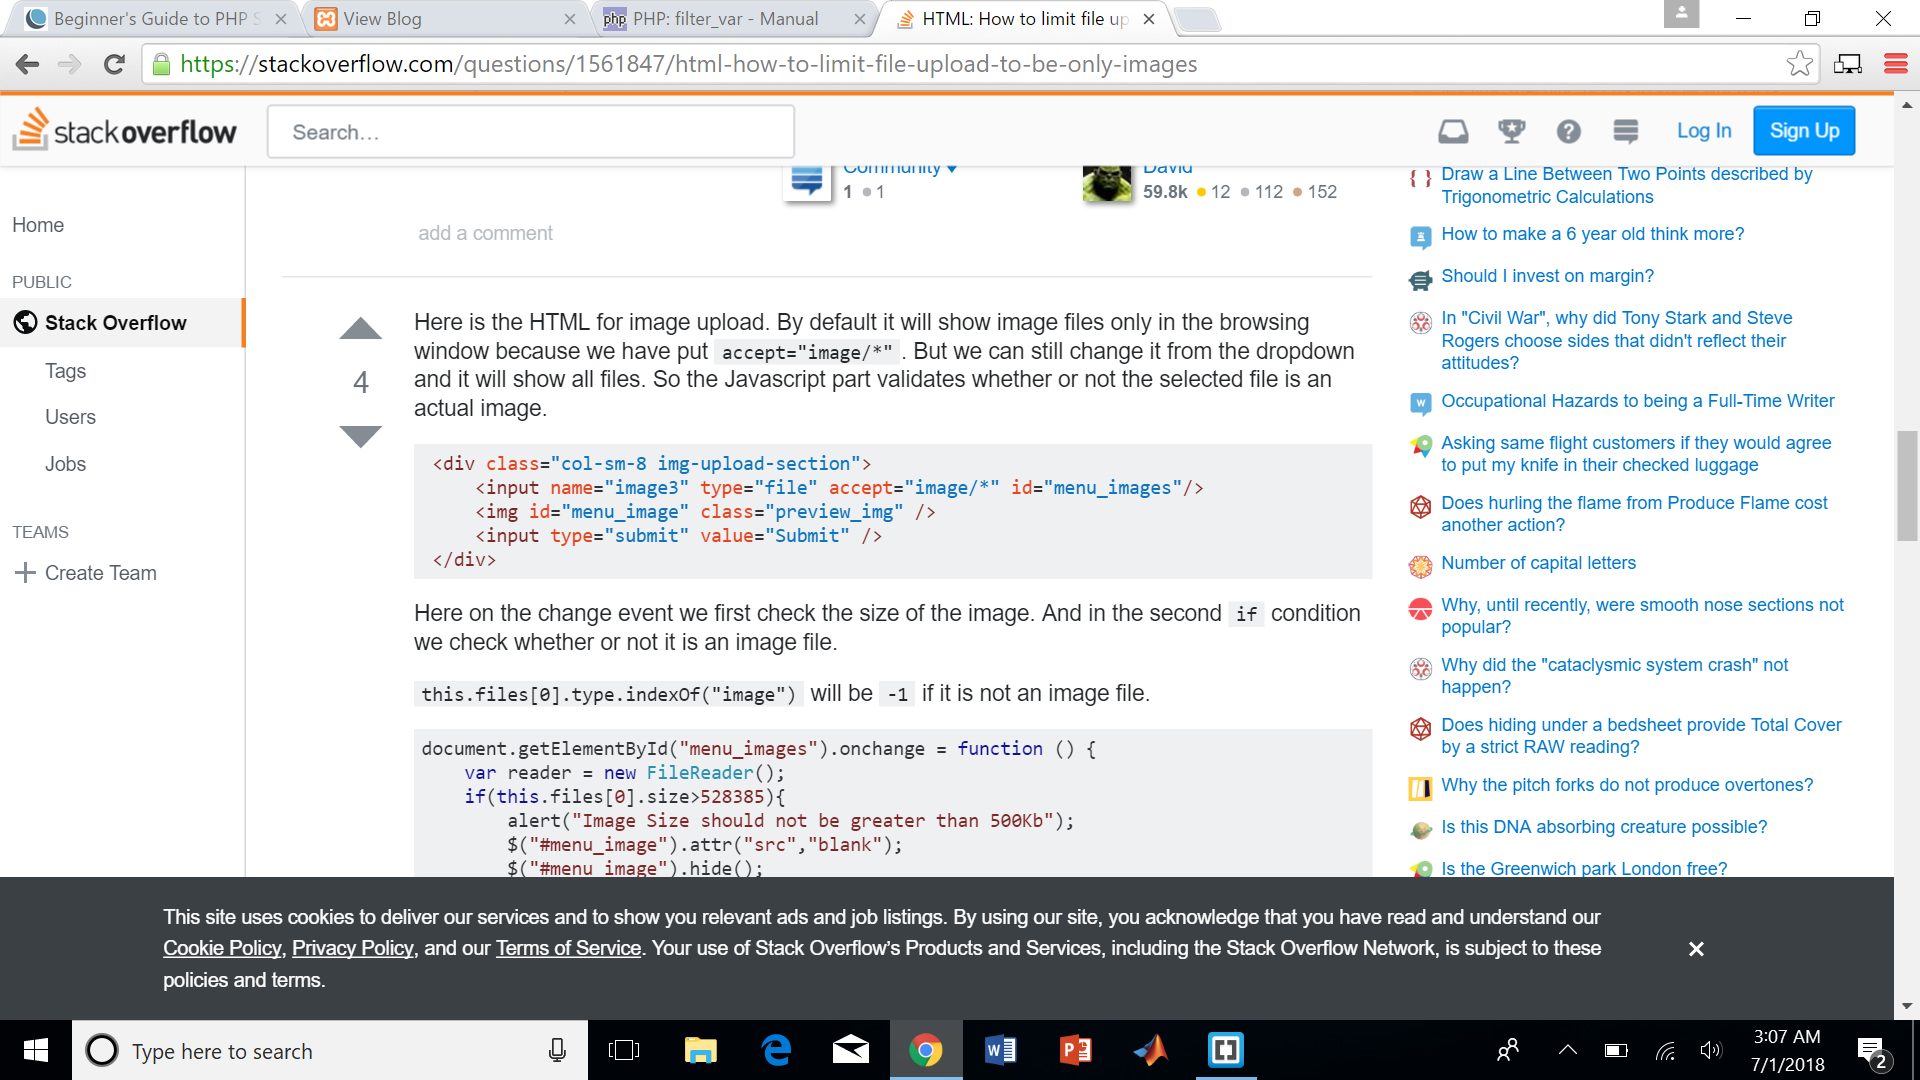 Beginner's Guide to PHP S
View Blog
php PHP: filter_var - Manual
HTML: How to limit file up
https://stackoverflow.com/questions/1561847/html-how-to-limit-file-upload-to-be-only-images
stackoverflow
Search...
Log In
Sign Up
Home
PUBLIC
Stack Overflow
Tags
Users
Jobs
TEAMS
Create Team
Community
1 1
David
59.8k 12 112 152
add a comment
4
Here is the HTML for image upload. By default it will show image files only in the browsing
window because we have put accept="image/*" . But we can still change it from the dropdown
and it will show all files. So the Javascript part validates whether or not the selected file is an
actual image.
<div class="col-sm-8 img-upload-section">
<input name="image3" type="file" accept="image/*" id="menu_images"/>
<img id="menu_image" class="preview_img" />
<input type="submit" value="Submit" />
</div>
Here on the change event we first check the size of the image. And in the second if condition
we check whether or not it is an image file.
this.files[0].type.indexOf("image") will be -1 if it is not an image file.
document.getElementById("menu_images").onchange = function () {
var reader = new FileReader();
if(this.files[0].size>528385){
alert("Image Size should not be greater than 500Kb");
$("#menu_image").attr("src","blank");
$("#menu_image").hide();
Draw a Line Between Two Points described by
Trigonometric Calculations
How to make a 6 year old think more?
Should I invest on margin?
In "Civil War", why did Tony Stark and Steve
Rogers choose sides that didn't reflect their
attitudes?
Occupational Hazards to being a Full-Time Writer
Asking same flight customers if they would agree
to put my knife in their checked luggage
Does hurling the flame from Produce Flame cost
another action?
Number of capital letters
Why, until recently, were smooth nose sections not
popular?
Why did the "cataclysmic system crash" not
happen?
Does hiding under a bedsheet provide Total Cover
by a strict RAW reading?
Why the pitch forks do not produce overtones?
Is this DNA absorbing creature possible?
Is the Greenwich park London free?
This site uses cookies to deliver our services and to show you relevant ads and job listings. By using our site, you acknowledge that you have read and understand our
Cookie Policy, Privacy Policy, and our Terms of Service. Your use of Stack Overflow's Products and Services, including the Stack Overflow Network, is subject to these
policies and terms.
Type here to search
3:07 AM
7/1/2018
2